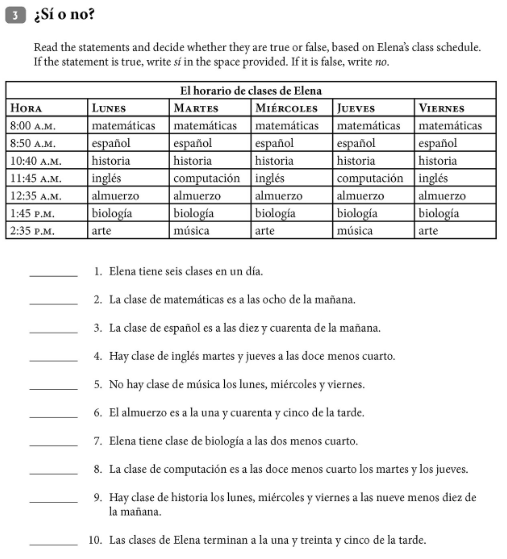 3 ¿Sí o no?
Read the statements and decide whether they are true or false, based on Elena's class schedule.
If the statement is true, write sí in the space provided. If it is false, write no.
El horario de clases de Elena
Hora Lunes Martes Miércoles Jueves Viernes
8:00 a.m. matemáticas matemáticas matemáticas matemáticas matemáticas
8:50 a.m. español español español español español
10:40 a.m. historia historia historia historia historia
11:45 a.m. inglés computación inglés computación inglés
12:35 a.m. almuerzo almuerzo almuerzo almuerzo almuerzo
1:45 p.m. biología biología biología biología biología
2:35 p.m. arte música arte música arte
________ 1. Elena tiene seis clases en un día.
________ 2. La clase de matemáticas es a las ocho de la mañana.
________ 3. La clase de español es a las diez y cuarenta de la mañana.
________ 4. Hay clase de inglés martes y jueves a las doce menos cuarto.
________ 5. No hay clase de música los lunes, miércoles y viernes.
________ 6. El almuerzo es a la una y cuarenta y cinco de la tarde.
________ 7. Elena tiene clase de biología a las dos menos cuarto.
________ 8. La clase de computación es a las doce menos cuarto los martes y los jueves.
________ 9. Hay clase de historia los lunes, miércoles y viernes a las nueve menos diez de
la mañana.
________ 10. Las clases de Elena terminan a la una y treinta y cinco de la tarde.